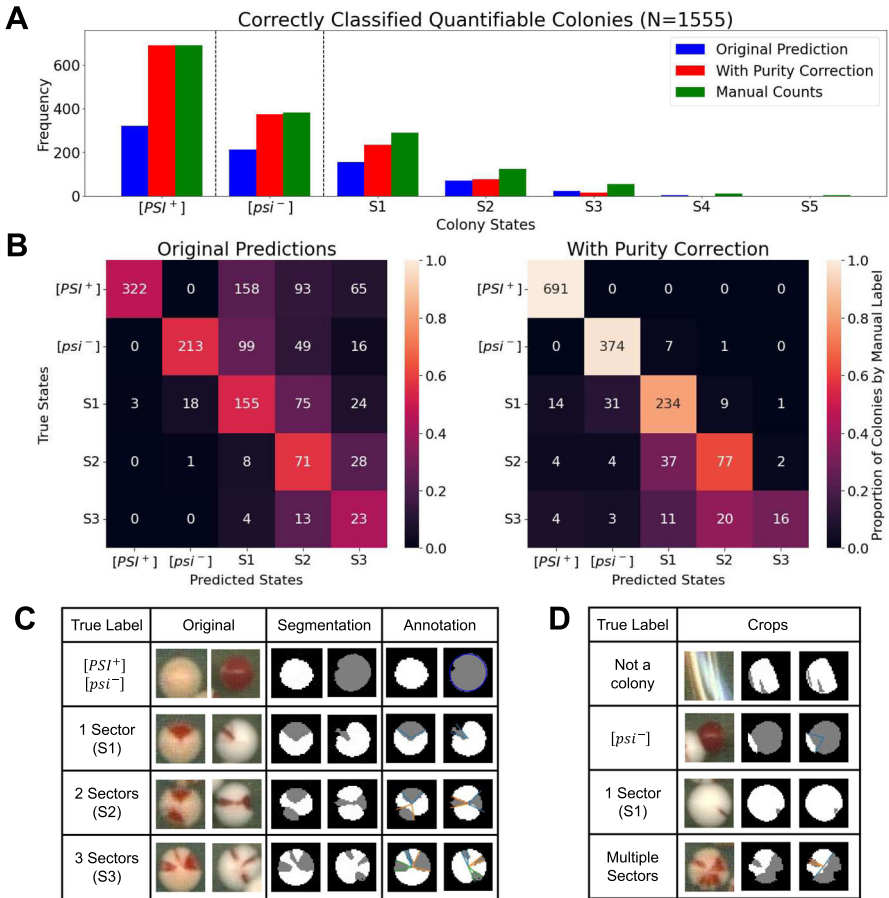 A
Correctly Classified Quantifiable Colonies (N=1555)
Frequency
600
400
200
0
Original Prediction
With Purity Correction
Manual Counts
[PSI⁺] [psi⁻] S1 S2 S3 S4 S5
Colony States
B
Original Predictions
True States
[PSI⁺] 322 0 158 93 65
[psi⁻] 0 213 99 49 16
S1 3 18 155 75 24
S2 0 1 8 71 28
S3 0 0 4 13 23
[PSI⁺] [psi⁻] S1 S2 S3
Predicted States
1.0
0.8
0.6
0.4
0.2
0.0
With Purity Correction
[PSI⁺] 691 0 0 0 0
[psi⁻] 0 374 7 1 0
S1 14 31 234 9 1
S2 4 4 37 77 2
S3 4 3 11 20 16
[PSI⁺] [psi⁻] S1 S2 S3
Predicted States
1.0
0.8
0.6
0.4
0.2
0.0
Proportion of Colonies by Manual Label
C
True Label Original Segmentation Annotation
[PSI⁺]
[psi⁻]
1 Sector
(S1)
2 Sectors
(S2)
3 Sectors
(S3)
D
True Label Crops
Not a
colony
[psi⁻]
1 Sector
(S1)
Multiple
Sectors